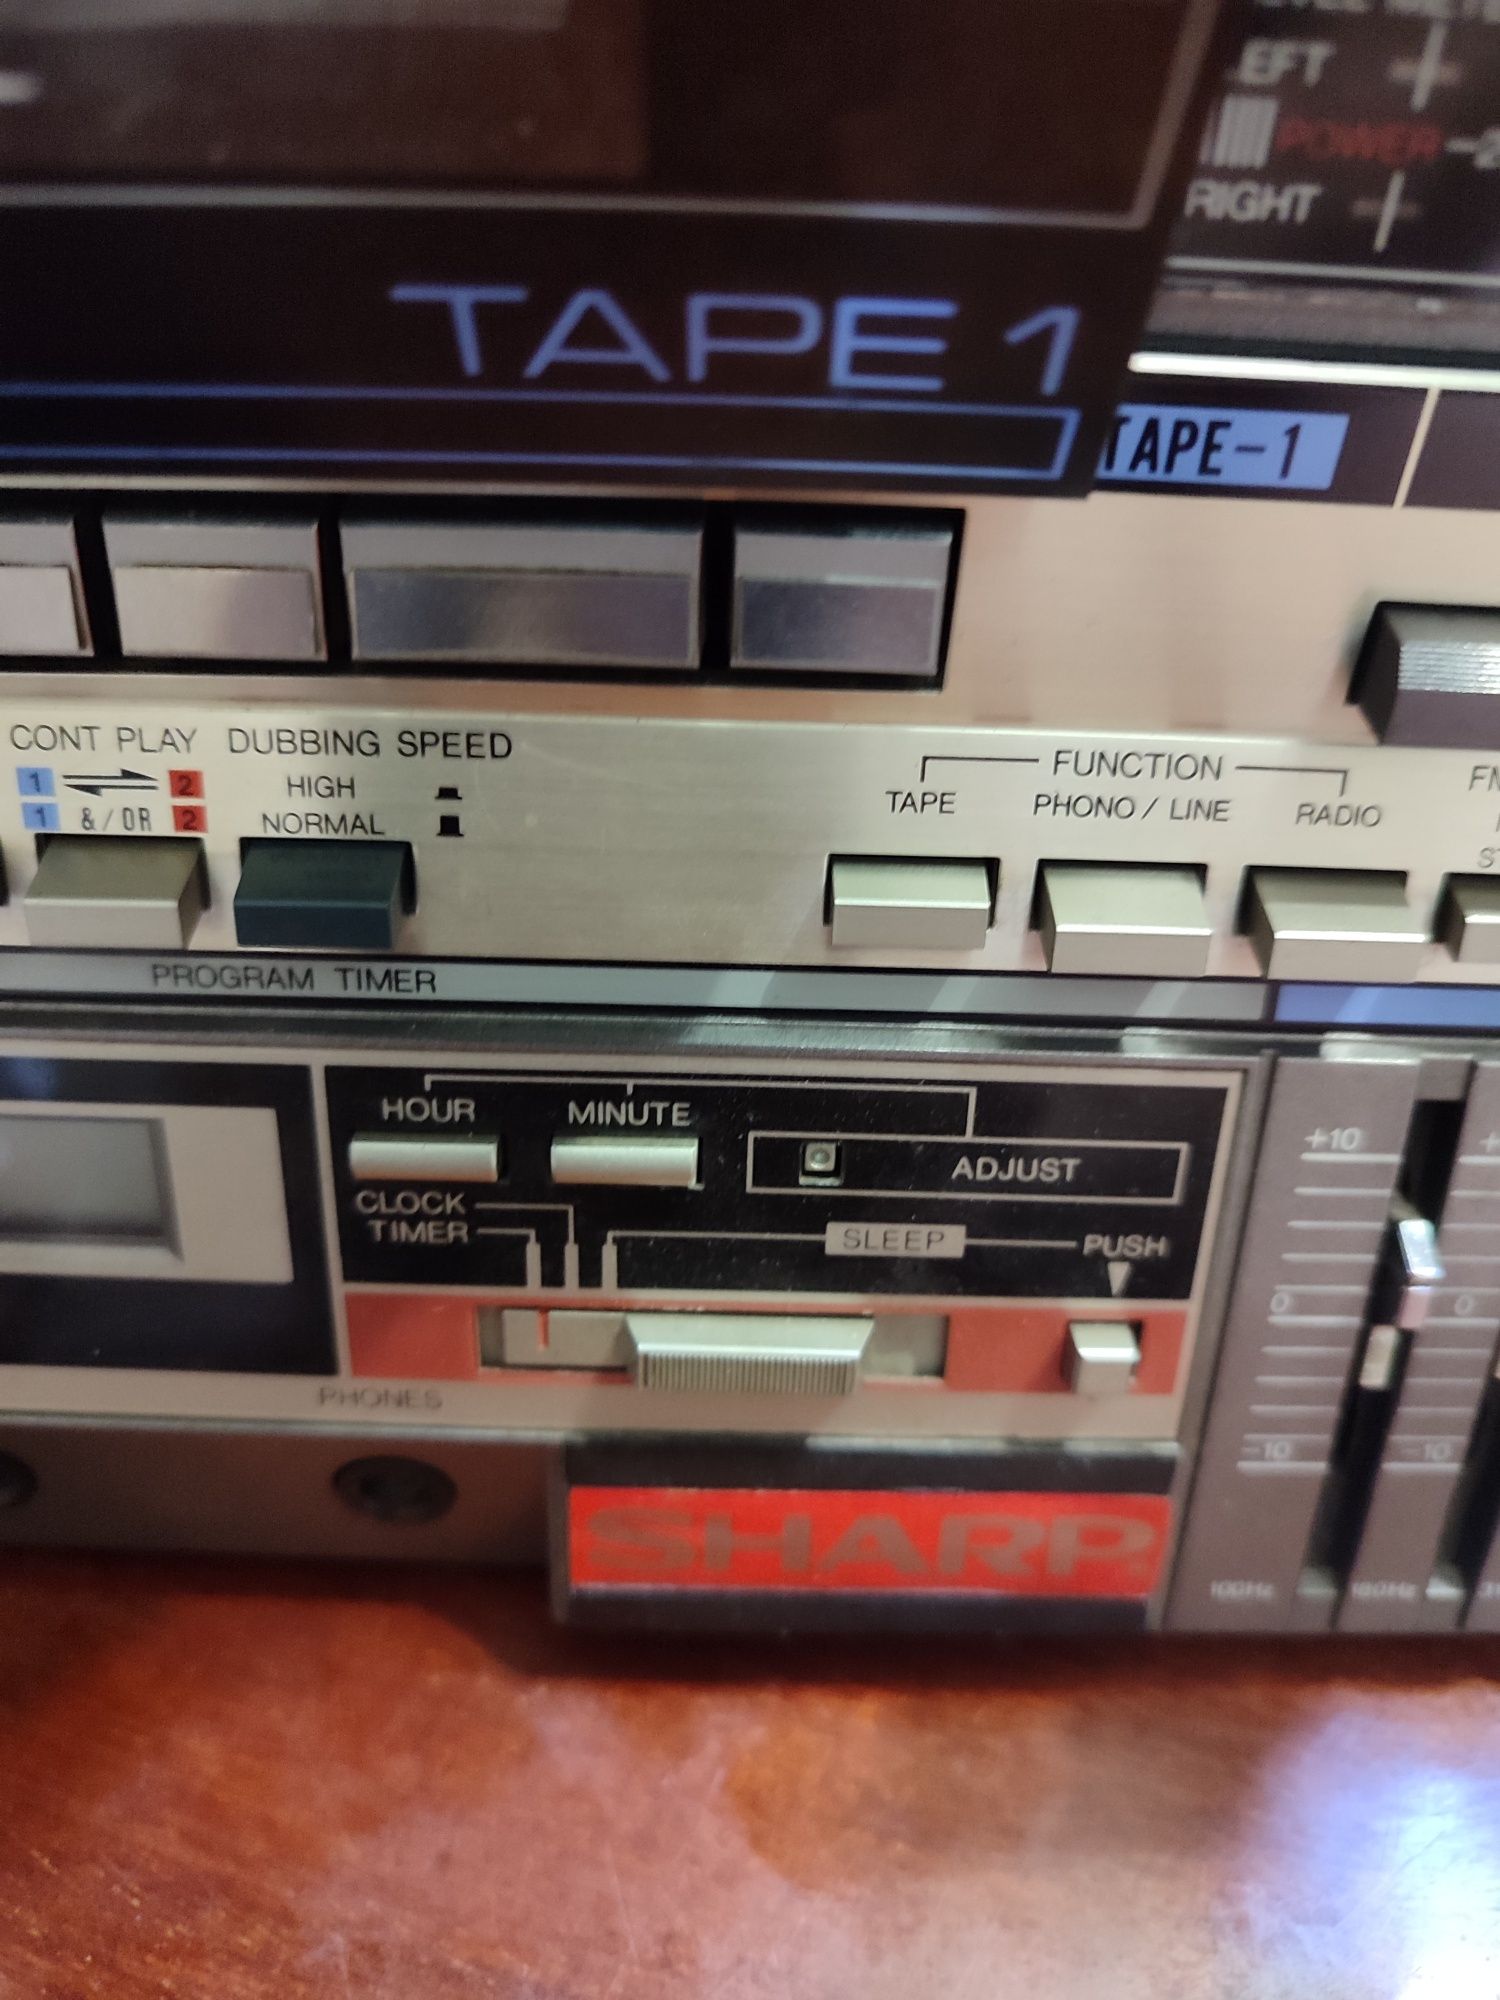 LEFT
POWER
RIGHT
TAPE 1
TAPE-1
CONT PLAY
1 2
1 &/OR 2
DUBBING SPEED
HIGH
NORMAL
FUNCTION
TAPE PHONO / LINE RADIO
PROGRAM TIMER
HOUR MINUTE
ADJUST
CLOCK
TIMER
SLEEP PUSH
+10
0 0
-10 -10
PHONES
SHARP
100Hz